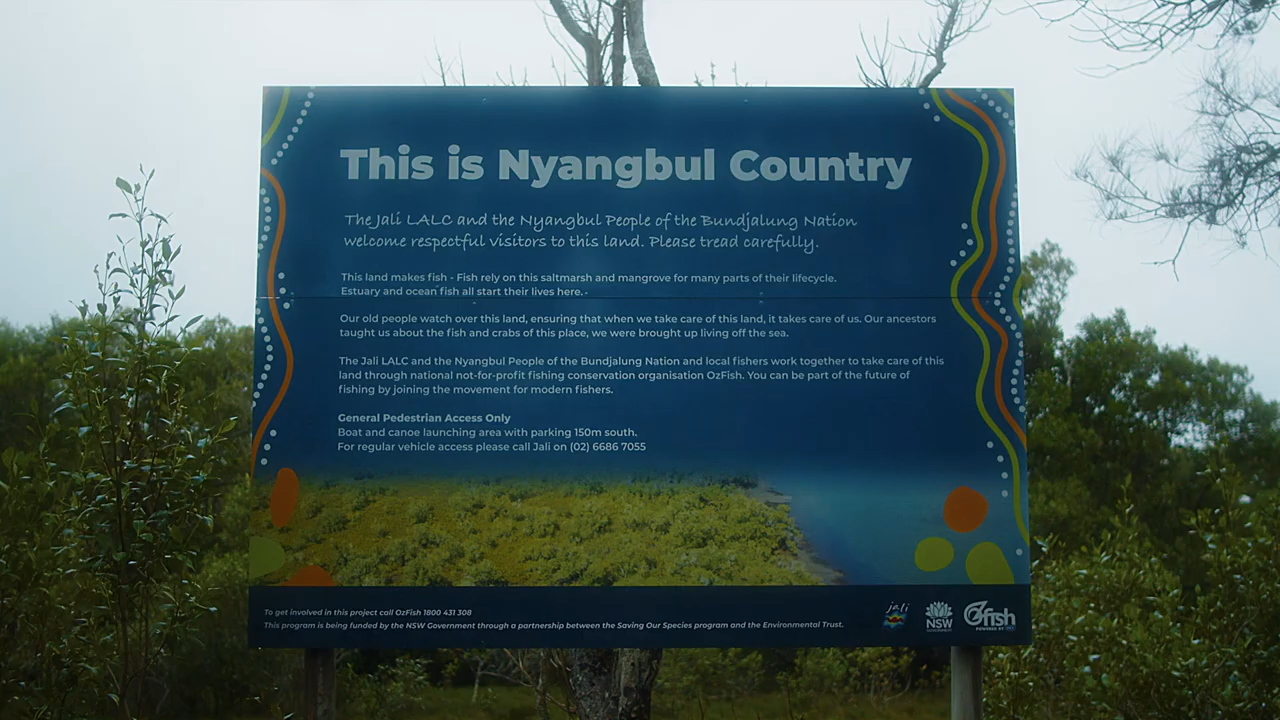 This is Nyangbul Country
The Jali LALC and the Nyangbul People of the Bundjalung Nation
welcome respectful visitors to this land. Please tread carefully.
This land makes fish - Fish rely on this saltmarsh and mangrove for many parts of their lifecycle.
Estuary and ocean fish all start their lives here.
Our old people watch over this land, ensuring that when we take care of this land, it takes care of us. Our ancestors
taught us about the fish and crabs of this place, we were brought up living off the sea.
The Jali LALC and the Nyangbul People of the Bundjalung Nation and local fishers work together to take care of this
land through national not-for-profit fishing conservation organisation OzFish. You can be part of the future of
fishing by joining the movement for modern fishers.
General Pedestrian Access Only
Boat and canoe launching area with parking 150m south.
For regular vehicle access please call Jali on (02) 6686 7055
To get involved in this project call OzFish 1800 431 308
This program is being funded by the NSW Government through a partnership between the Saving Our Species program and the Environmental Trust.
jali
NSW
GOVERNMENT
OzFish
POWERED BY